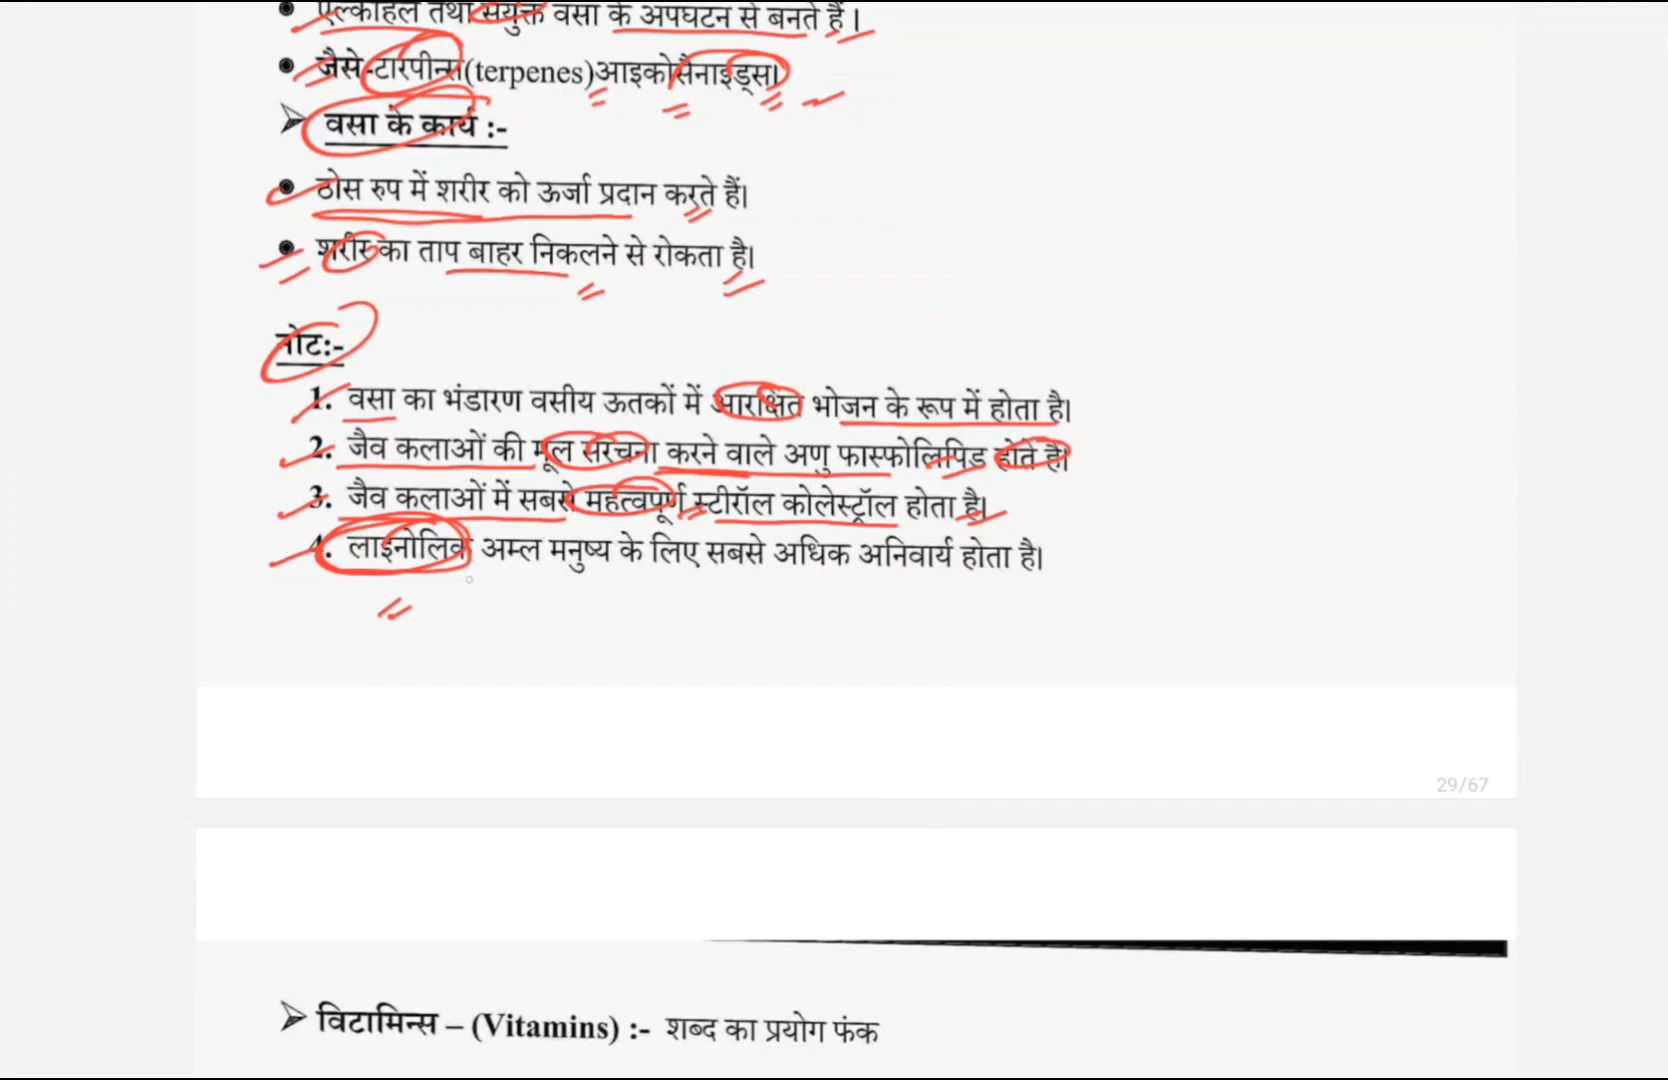 एल्कोहल तथा संयुक्त वसा के अपघटन से बनते हैं ।
जैसे-टारपीन्स(terpenes)आइकोसैनाइड्स।
वसा के कार्य :-
ठोस रुप में शरीर को ऊर्जा प्रदान करते हैं।
शरीर का ताप बाहर निकलने से रोकता है।
नोट:-
1. वसा का भंडारण वसीय ऊतकों में आरक्षित भोजन के रूप में होता है।
2. जैव कलाओं की मूल संरचना करने वाले अणु फास्फोलिपिड होते है।
3. जैव कलाओं में सबसे महत्वपूर्ण स्टीरॉल कोलेस्ट्रॉल होता है।
4. लाइनोलिक अम्ल मनुष्य के लिए सबसे अधिक अनिवार्य होता है।
29/67
विटामिन्स – (Vitamins) :- शब्द का प्रयोग फंक